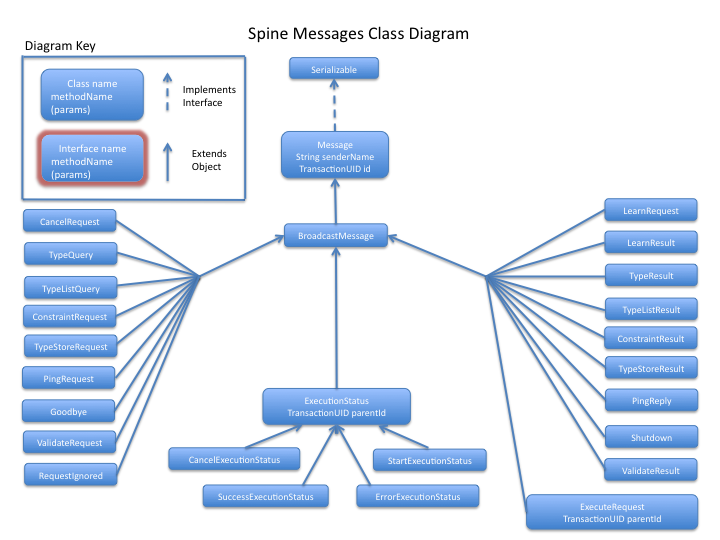 Spine Messages Class Diagram
Diagram Key
Class name
methodName
(params)
Implements
Interface
Interface name
methodName
(params)
Extends
Object
Serializable
Message
String senderName
TransactionUID id
BroadcastMessage
CancelRequest
TypeQuery
TypeListQuery
ConstraintRequest
TypeStoreRequest
PingRequest
Goodbye
ValidateRequest
RequestIgnored
ExecutionStatus
TransactionUID parentId
CancelExecutionStatus
StartExecutionStatus
SuccessExecutionStatus
ErrorExecutionStatus
LearnRequest
LearnResult
TypeResult
TypeListResult
ConstraintResult
TypeStoreResult
PingReply
Shutdown
ValidateResult
ExecuteRequest
TransactionUID parentId